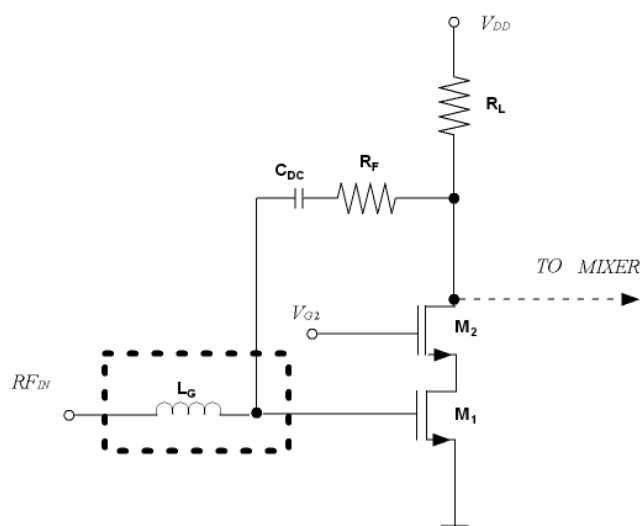 VDD
RL
CDC
RF
TO MIXER
VG2
M2
RFIN
LG
M1